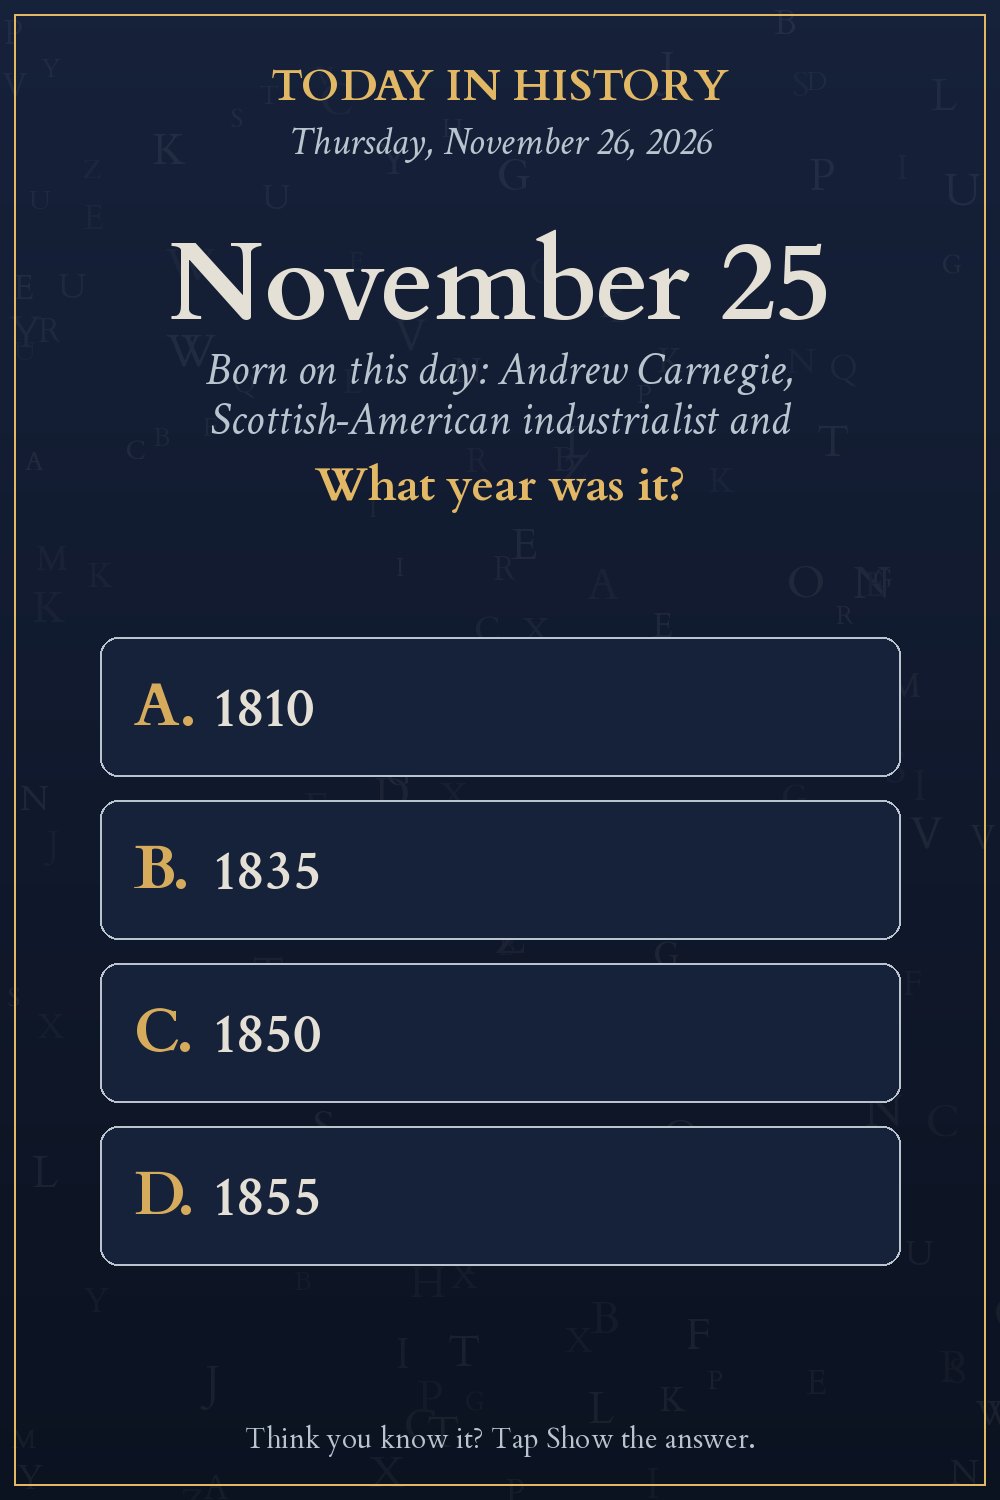 TODAY IN HISTORY
Thursday, November 26, 2026
November 25
Born on this day: Andrew Carnegie,
Scottish-American industrialist and
What year was it?
A. 1810
B. 1835
C. 1850
D. 1855
Think you know it? Tap Show the answer.